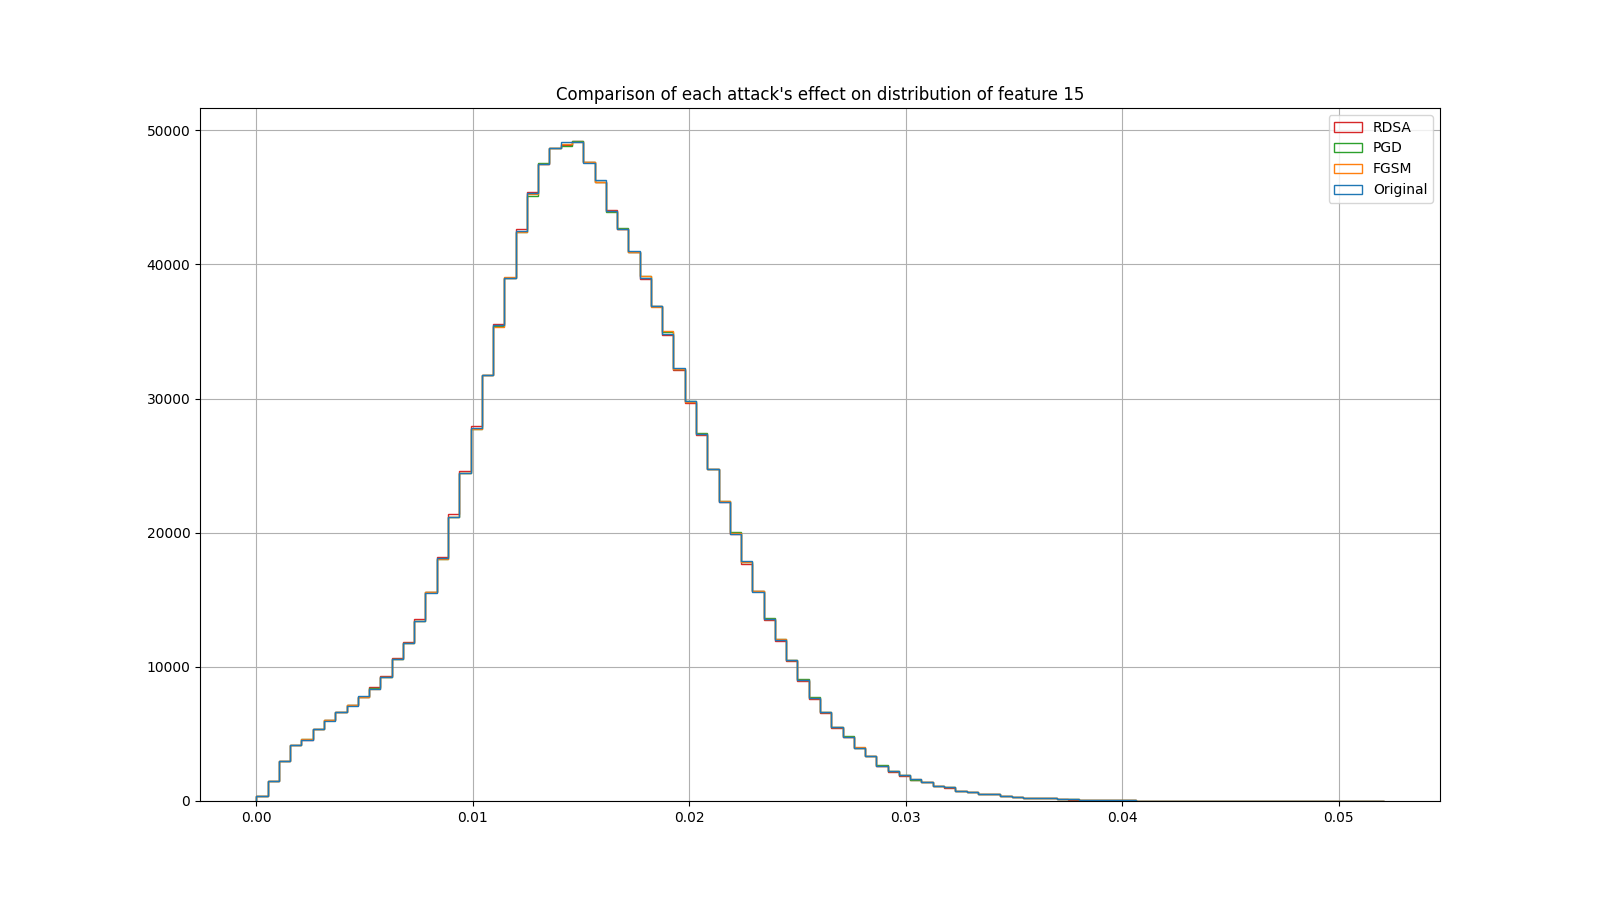 Comparison of each attack's effect on distribution of feature 15
50000
40000
30000
20000
10000
0
0.00 0.01 0.02 0.03 0.04 0.05
RDSA
PGD
FGSM
Original